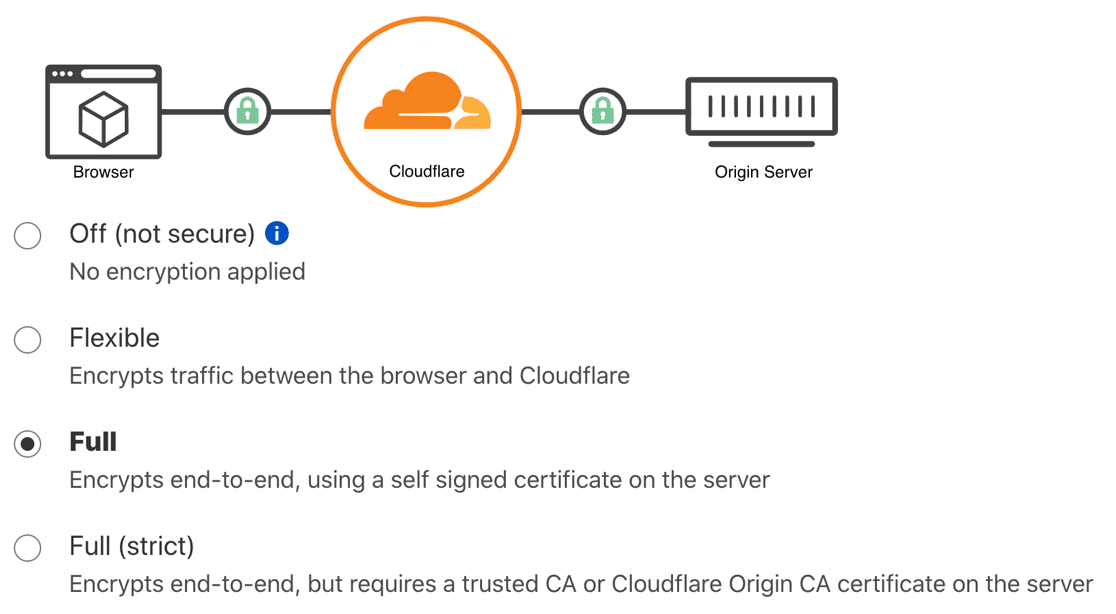 Browser
Cloudflare
Origin Server
Off (not secure)
No encryption applied
Flexible
Encrypts traffic between the browser and Cloudflare
Full
Encrypts end-to-end, using a self signed certificate on the server
Full (strict)
Encrypts end-to-end, but requires a trusted CA or Cloudflare Origin CA certificate on the server